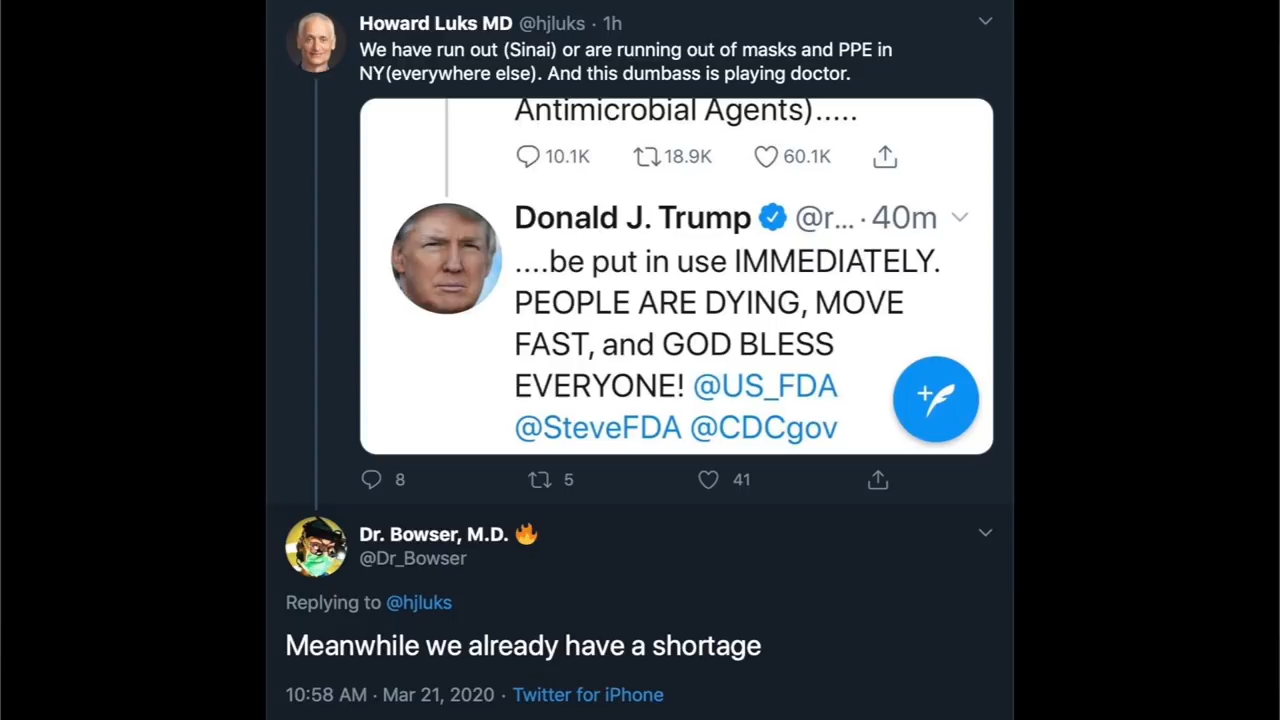 Howard Luks MD @hjluks · 1h
We have run out (Sinai) or are running out of masks and PPE in
NY(everywhere else). And this dumbass is playing doctor.
Antimicrobial Agents).....
10.1K 18.9K 60.1K
Donald J. Trump @r... · 40m
....be put in use IMMEDIATELY.
PEOPLE ARE DYING, MOVE
FAST, and GOD BLESS
EVERYONE! @US_FDA
@SteveFDA @CDCgov
8 5 41
Dr. Bowser, M.D. 🔥
@Dr_Bowser
Replying to @hjluks
Meanwhile we already have a shortage
10:58 AM · Mar 21, 2020 · Twitter for iPhone